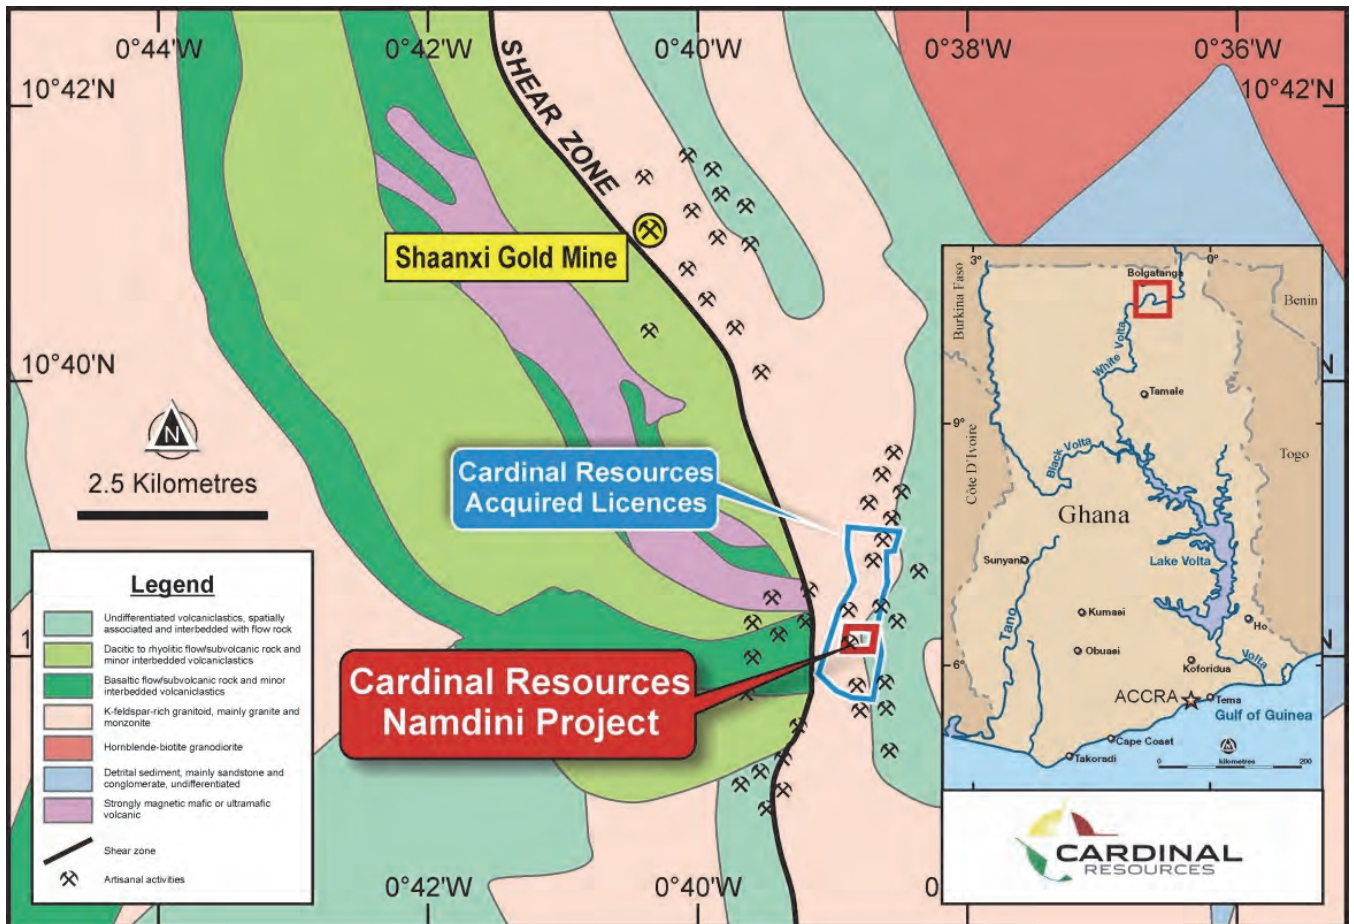 0°44'W
0°42'W
0°40'W
0°38'W
0°36'W
10°42'N
10°42'N
SHEAR ZONE
Shaanxi Gold Mine
10°40'N
N
N
2.5 Kilometres
Cardinal Resources
Acquired Licences
Cardinal Resources
Namdini Project
Legend
Undifferentiated volcaniclastics, spatially
associated and interbedded with flow rock
Dacitic to rhyolitic flow/subvolcanic rock and
minor interbedded volcaniclastics
Basaltic flow/subvolcanic rock and minor
interbedded volcaniclastics
K-feldspar-rich granitoid, mainly granite and
monzonite
Hornblende-biotite granodiorite
Detrital sediment, mainly sandstone and
conglomerate, undifferentiated
Strongly magnetic mafic or ultramafic
volcanic
Shear zone
Artisanal activities
0°42'W
0°40'W
0
3°
0°
Bolgatanga
Burkina Faso
Benin
White Volta
Tamale
9°
Black Volta
Togo
Côte D'Ivoire
Ghana
Sunyani
Lake Volta
Kumasi
Ho
Tano
Obuasi
Volta
6°
Koforidua
ACCRA
Tema
Gulf of Guinea
Cape Coast
Takoradi
0 kilometres 200
N
CARDINAL
RESOURCES